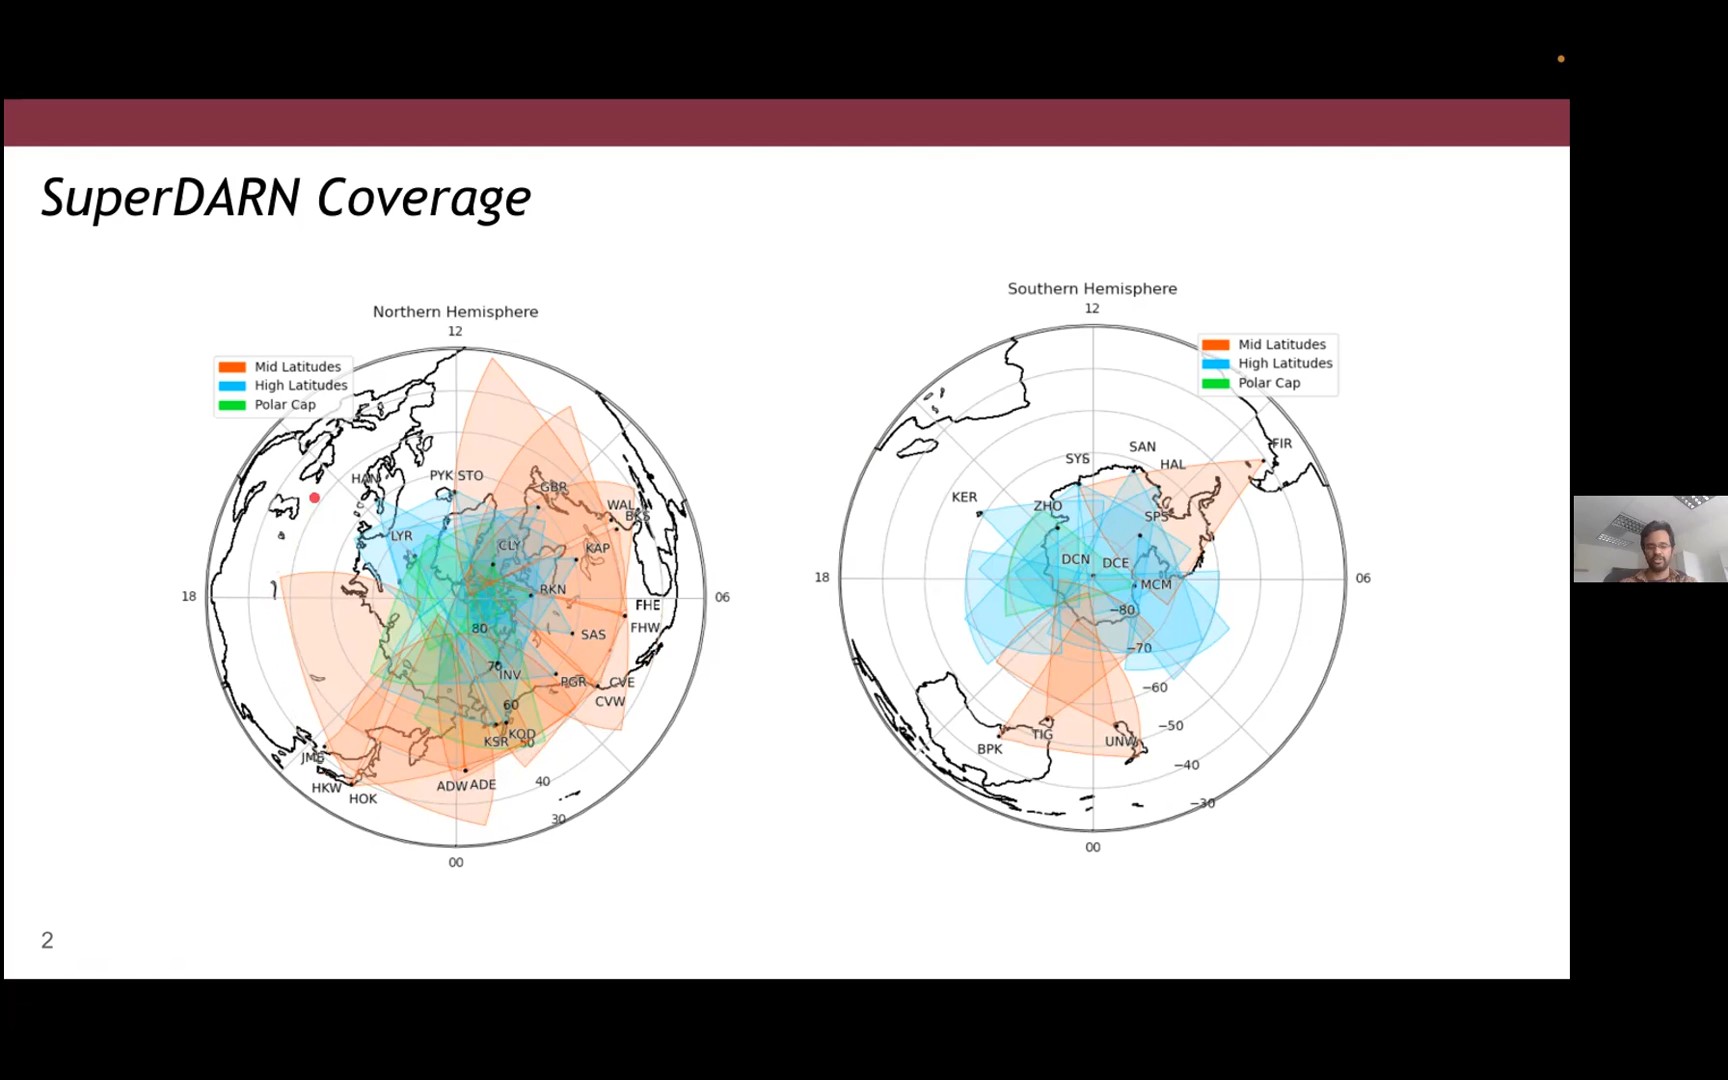 SuperDARN Coverage
Northern Hemisphere
12
Mid Latitudes
High Latitudes
Polar Cap
HAN
PYK STO
GBR
WAL
BKS
LYR
CLY
KAP
RKN
18
06
FHE
FHW
80
SAS
70
INV
PGR
CVE
CVW
60
KOD
KSR
50
JME
HKW
HOK
ADW ADE
40
30
00
Southern Hemisphere
12
Mid Latitudes
High Latitudes
Polar Cap
FIR
SAN
SYS
HAL
KER
ZHO
SPS
DCN
DCE
MCM
18
06
−80
−70
−60
−50
BPK
TIG
UNW
−40
−30
00
2